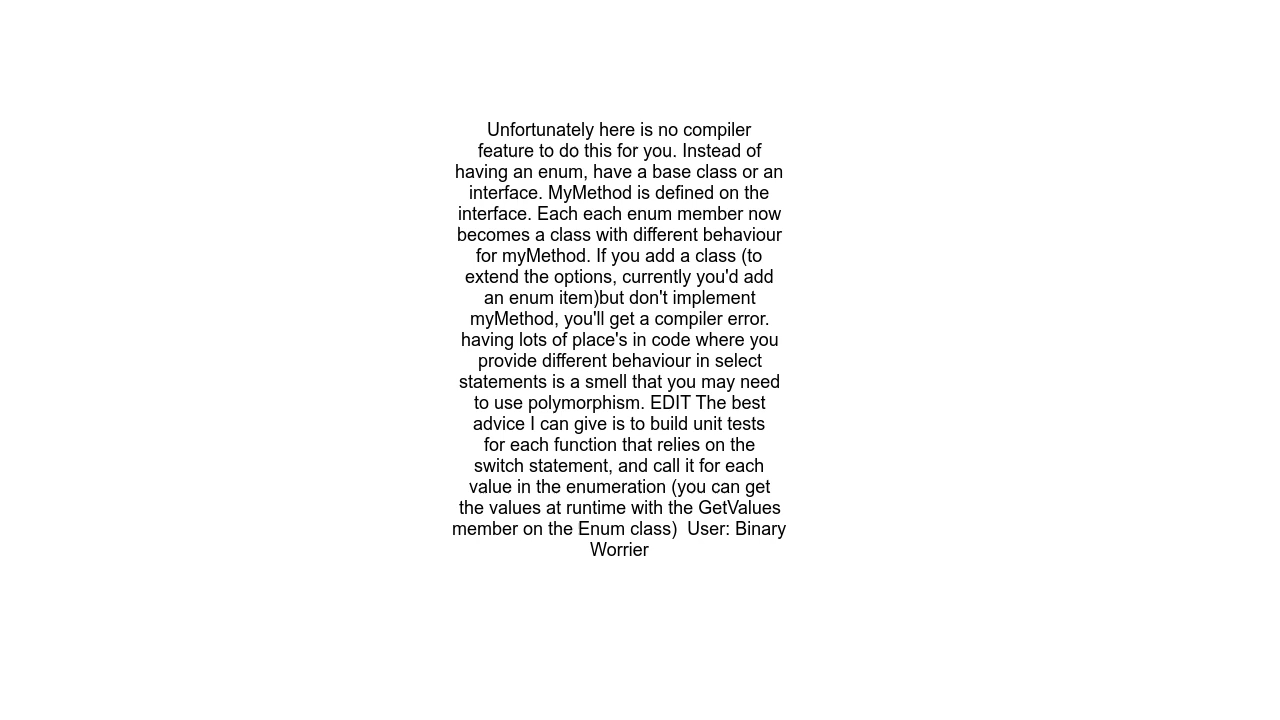 Unfortunately here is no compiler
feature to do this for you. Instead of
having an enum, have a base class or an
interface. MyMethod is defined on the
interface. Each each enum member now
becomes a class with different behaviour
for myMethod. If you add a class (to
extend the options, currently you'd add
an enum item)but don't implement
myMethod, you'll get a compiler error.
having lots of place's in code where you
provide different behaviour in select
statements is a smell that you may need
to use polymorphism. EDIT The best
advice I can give is to build unit tests
for each function that relies on the
switch statement, and call it for each
value in the enumeration (you can get
the values at runtime with the GetValues
member on the Enum class)  User: Binary
Worrier